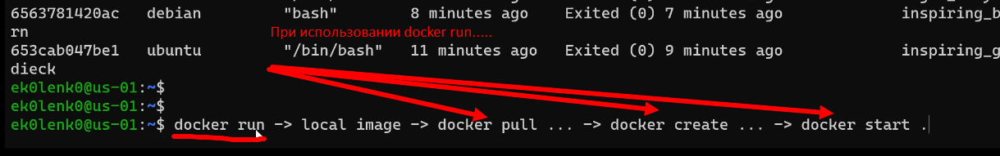 6563781420ac debian "bash" 8 minutes ago Exited (0) 7 minutes ago inspiring_b
rn
При использовании docker run.....
653cab047be1 ubuntu "/bin/bash" 11 minutes ago Exited (0) 9 minutes ago inspiring_g
dieck
ek0lenk0@us-01:~$
ek0lenk0@us-01:~$
ek0lenk0@us-01:~$ docker run -> local image -> docker pull ... -> docker create ... -> docker start .